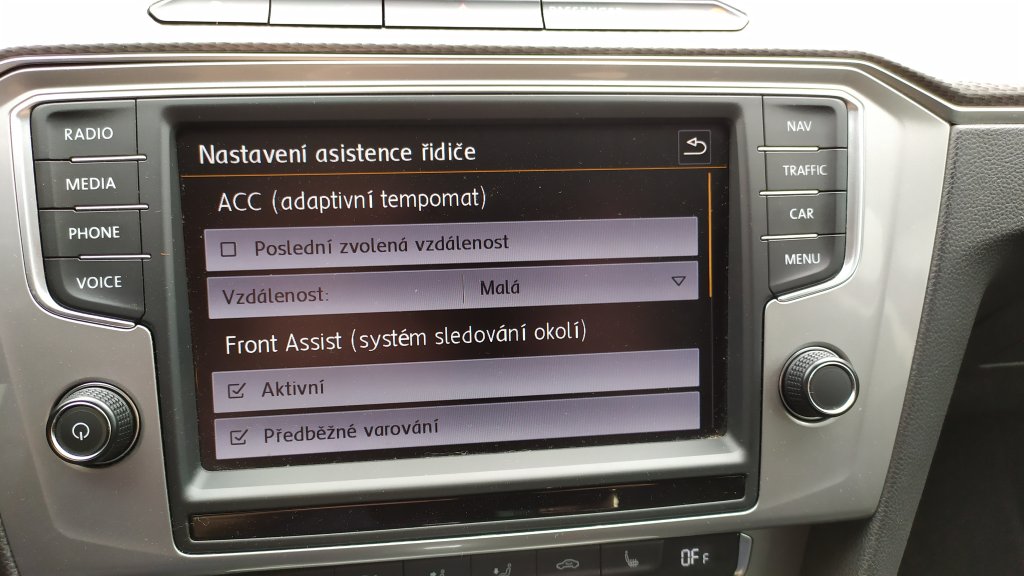 RADIO
MEDIA
PHONE
VOICE
Nastavení asistence řidiče
ACC (adaptivní tempomat)
Poslední zvolená vzdálenost
Vzdálenost: Malá
Front Assist (systém sledování okolí)
Aktivní
Předběžné varování
NAV
TRAFFIC
CAR
MENU
OFF